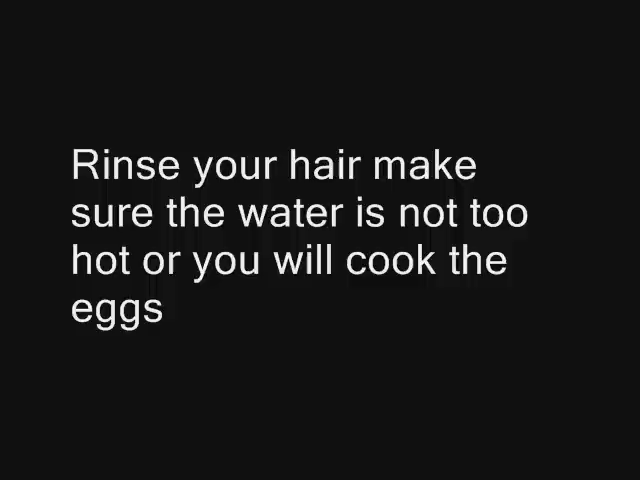 Rinse your hair make
sure the water is not too
hot or you will cook the
eggs